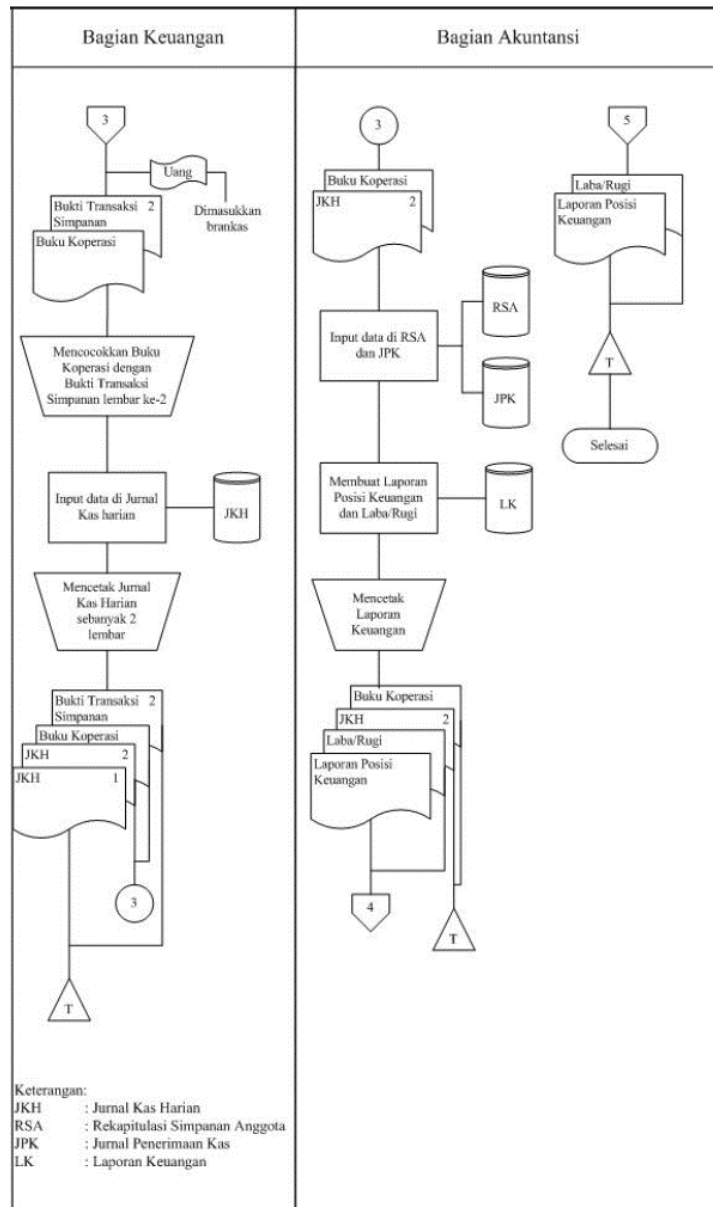 Bagian Keuangan
3
Uang
Dimasukkan
brankas
Bukti Transaksi 2
Simpanan
Buku Koperasi
Mencocokkan Buku
Koperasi dengan
Bukti Transaksi
Simpanan lembar ke-2
Input data di Jurnal
Kas harian
JKH
Mencetak Jurnal
Kas Harian
sebanyak 2
lembar
Bukti Transaksi 2
Simpanan
Buku Koperasi
JKH 2
JKH 1
3
T
Keterangan:
JKH : Jurnal Kas Harian
RSA : Rekapitulasi Simpanan Anggota
JPK : Jurnal Penerimaan Kas
LK : Laporan Keuangan
Bagian Akuntansi
3
Buku Koperasi
JKH 2
Input data di RSA
dan JPK
RSA
JPK
Membuat Laporan
Posisi Keuangan
dan Laba/Rugi
LK
Mencetak
Laporan
Keuangan
Buku Koperasi
JKH 2
Laba/Rugi
Laporan Posisi
Keuangan
4
T
5
Laba/Rugi
Laporan Posisi
Keuangan
T
Selesai